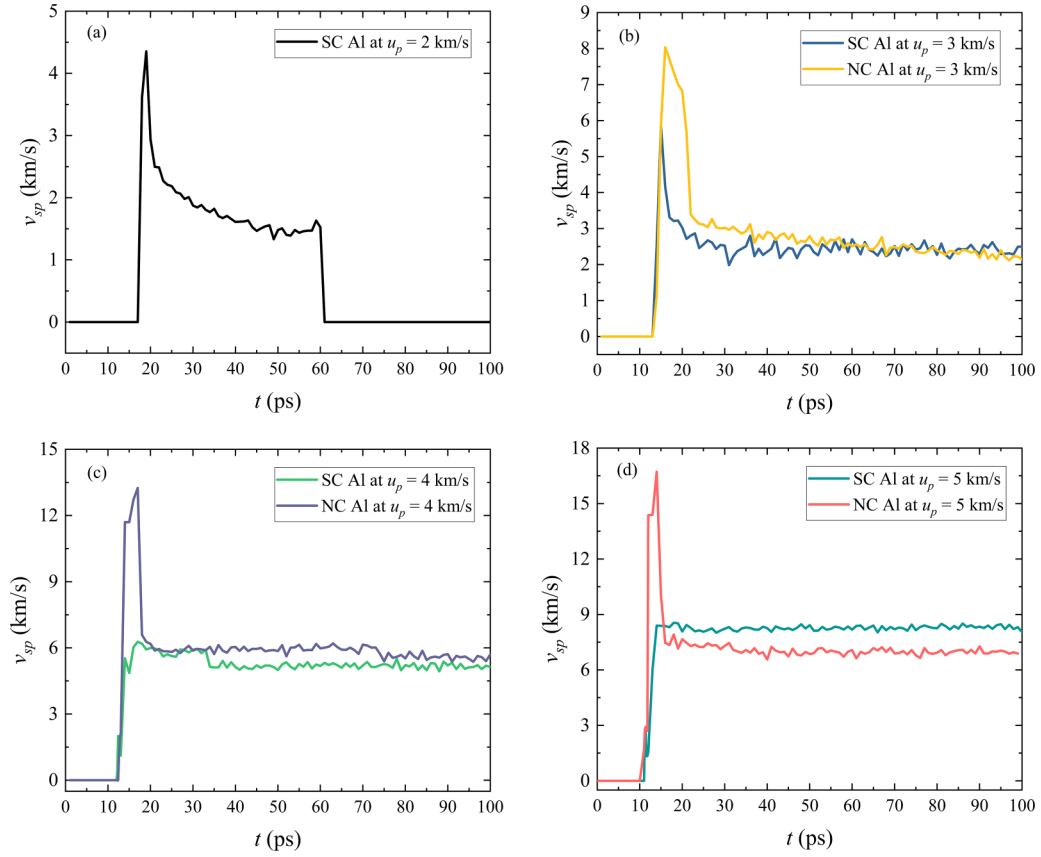 (a)
SC Al at u_p = 2 km/s
5
4
3
2
1
0
v_sp (km/s)
0 10 20 30 40 50 60 70 80 90 100
t (ps)
(b)
SC Al at u_p = 3 km/s
NC Al at u_p = 3 km/s
9
8
7
6
5
4
3
2
1
0
v_sp (km/s)
0 10 20 30 40 50 60 70 80 90 100
t (ps)
(c)
SC Al at u_p = 4 km/s
NC Al at u_p = 4 km/s
15
12
9
6
3
0
v_sp (km/s)
0 10 20 30 40 50 60 70 80 90 100
t (ps)
(d)
SC Al at u_p = 5 km/s
NC Al at u_p = 5 km/s
18
15
12
9
6
3
0
v_sp (km/s)
0 10 20 30 40 50 60 70 80 90 100
t (ps)